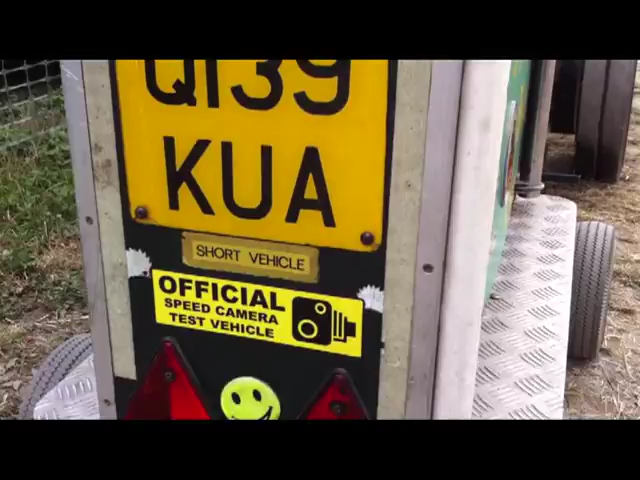 Q139
KUA
SHORT VEHICLE
OFFICIAL
SPEED CAMERA
TEST VEHICLE